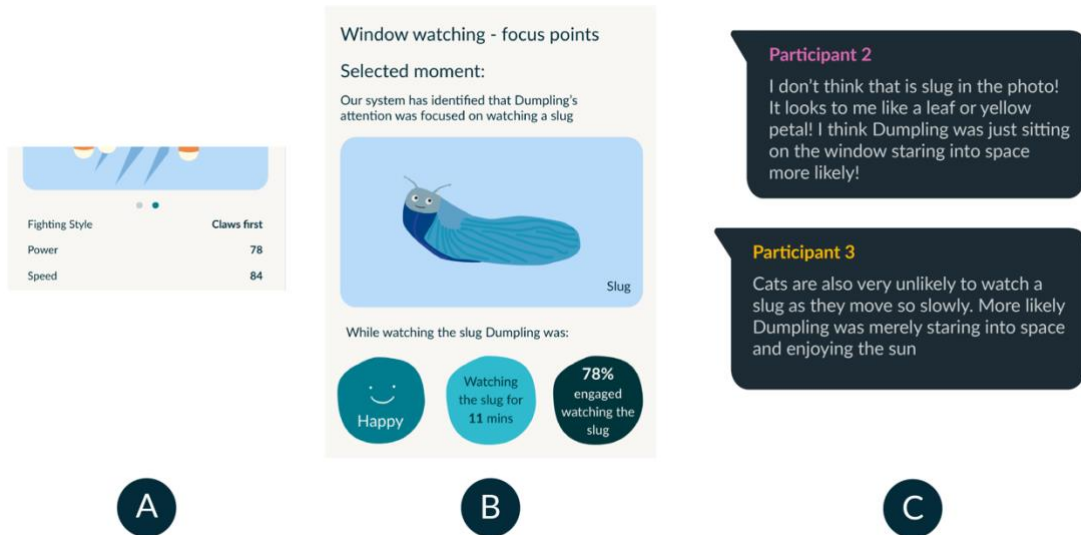 Fighting Style Claws first
Power 78
Speed 84
A
Window watching - focus points
Selected moment:
Our system has identified that Dumpling's
attention was focused on watching a slug
Slug
While watching the slug Dumpling was:
Happy
Watching
the slug for
11 mins
78%
engaged
watching the
slug
B
Participant 2
I don't think that is slug in the photo!
It looks to me like a leaf or yellow
petal! I think Dumpling was just sitting
on the window staring into space
more likely!
Participant 3
Cats are also very unlikely to watch a
slug as they move so slowly. More likely
Dumpling was merely staring into space
and enjoying the sun
C